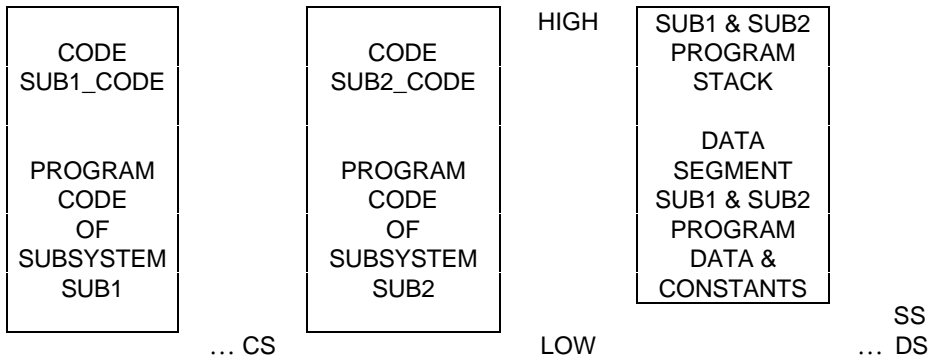 CODE
SUB1_CODE
PROGRAM
CODE
OF
SUBSYSTEM
SUB1
… CS
CODE
SUB2_CODE
PROGRAM
CODE
OF
SUBSYSTEM
SUB2
HIGH
LOW
SUB1 & SUB2
PROGRAM
STACK
DATA
SEGMENT
SUB1 & SUB2
PROGRAM
DATA &
CONSTANTS
SS
… DS